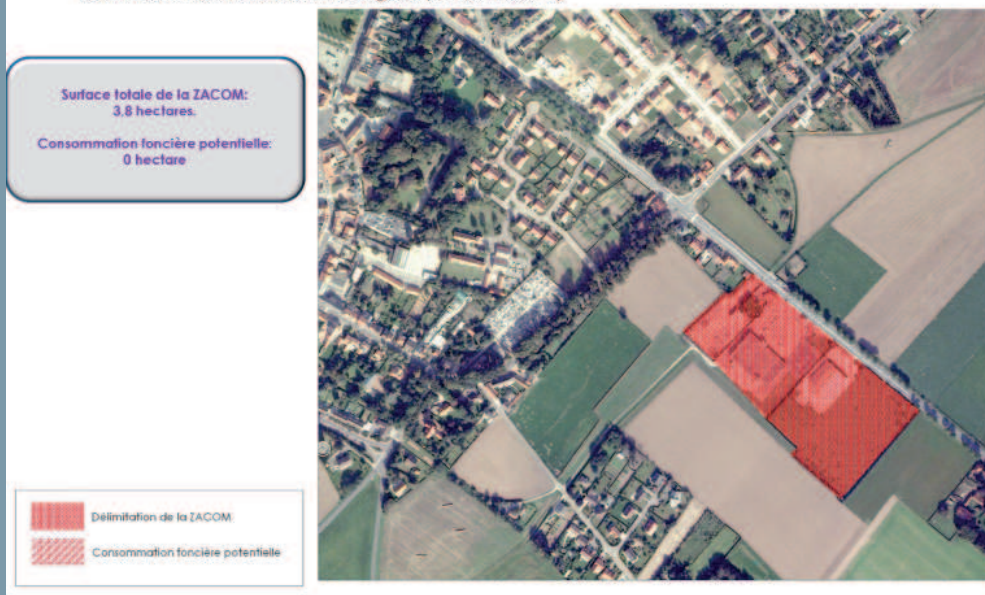 Surface totale de la ZACOM:
3.8 hectares.
Consommation foncière potentielle:
0 hectare
Délimitation de la ZACOM
Consommation foncière potentielle